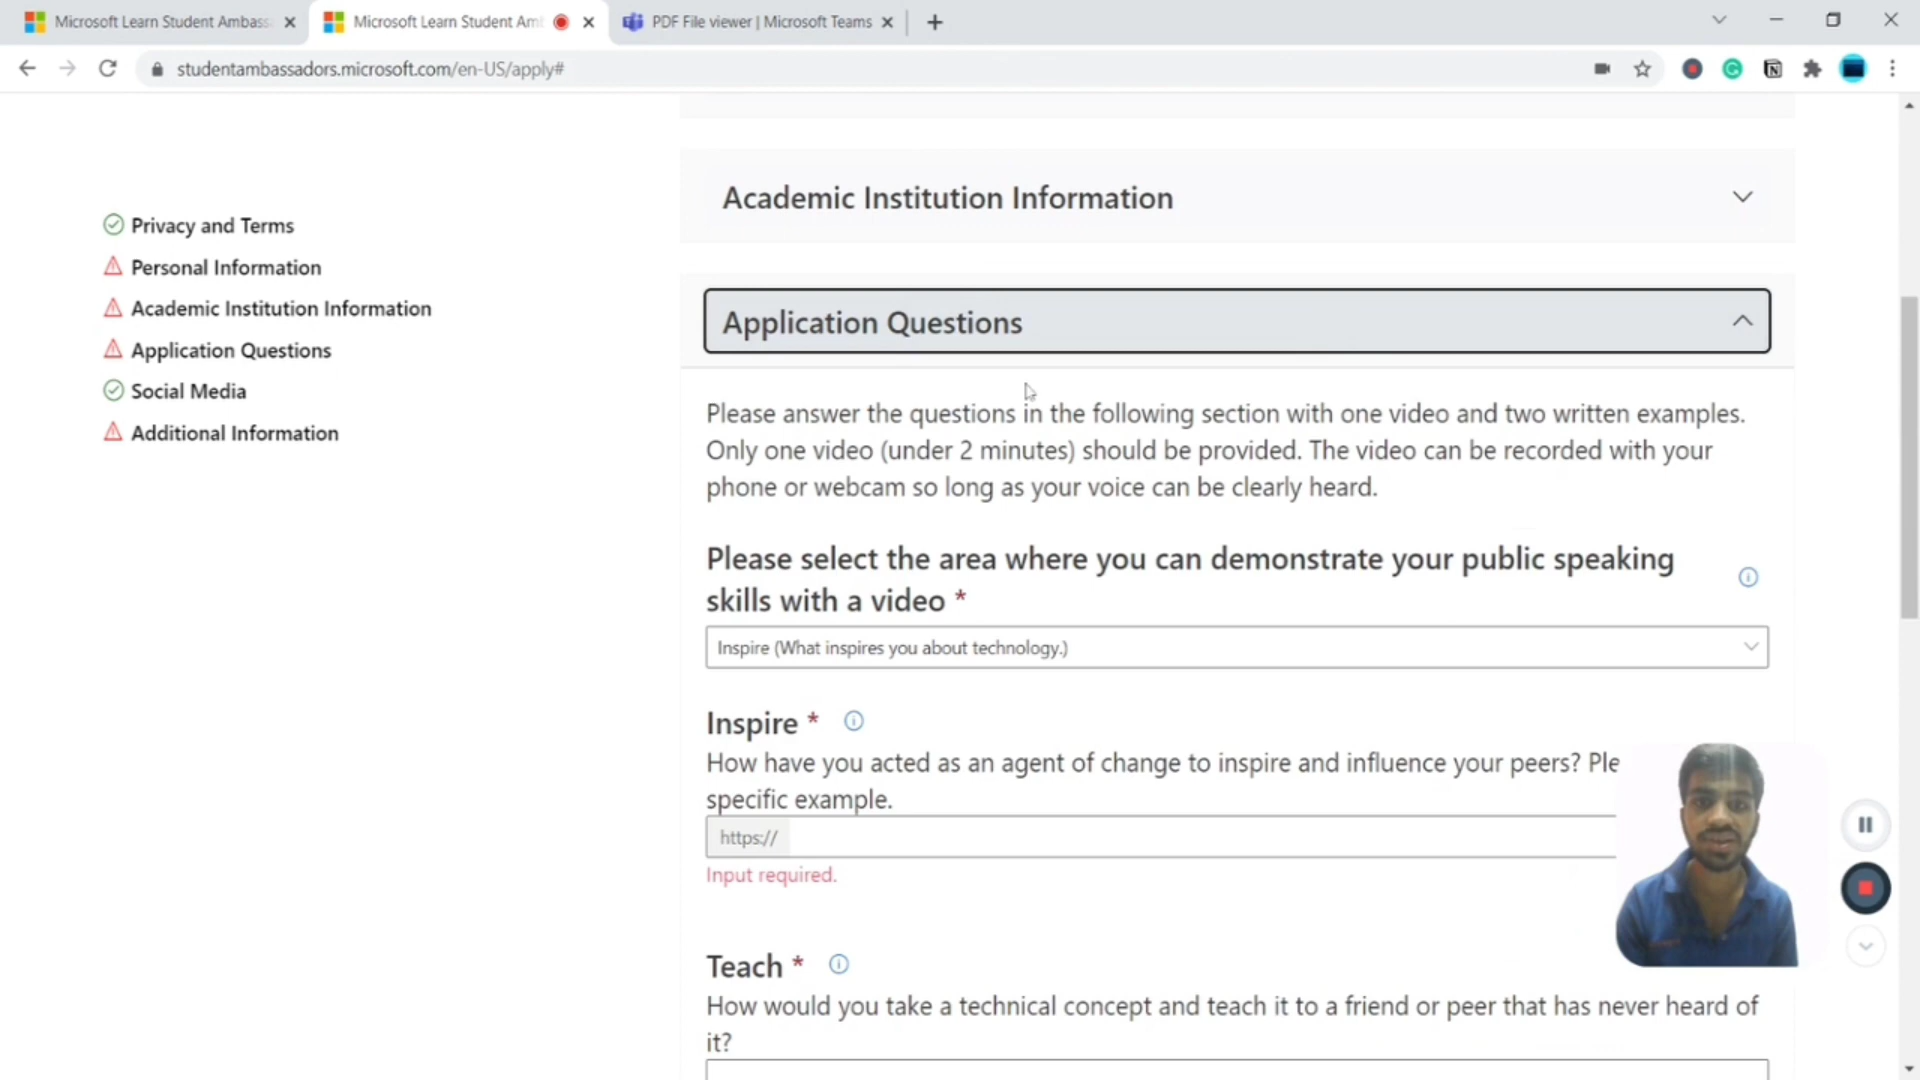 Microsoft Learn Student Ambass
Microsoft Learn Student Am
PDF File viewer | Microsoft Teams
studentambassadors.microsoft.com/en-US/apply#
Academic Institution Information
Privacy and Terms
Personal Information
Academic Institution Information
Application Questions
Social Media
Additional Information
Application Questions
Please answer the questions in the following section with one video and two written examples.
Only one video (under 2 minutes) should be provided. The video can be recorded with your
phone or webcam so long as your voice can be clearly heard.
Please select the area where you can demonstrate your public speaking
skills with a video *
Inspire (What inspires you about technology.)
Inspire *
How have you acted as an agent of change to inspire and influence your peers? Ple
specific example.
https://
Input required.
Teach *
How would you take a technical concept and teach it to a friend or peer that has never heard of
it?